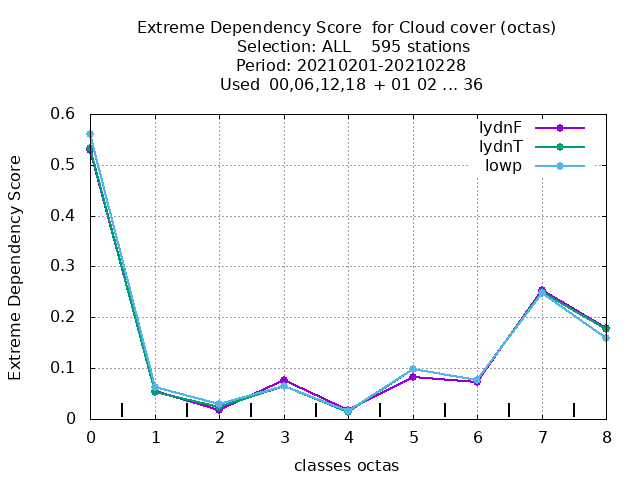 Extreme Dependency Score  for Cloud cover (octas)
Selection: ALL    595 stations
Period: 20210201-20210228
Used  00,06,12,18  + 01 02 ... 36
0.6
0.5
0.4
0.3
0.2
0.1
0
Extreme Dependency Score
lydnF
lydnT
lowp
0 1 2 3 4 5 6 7 8
classes octas